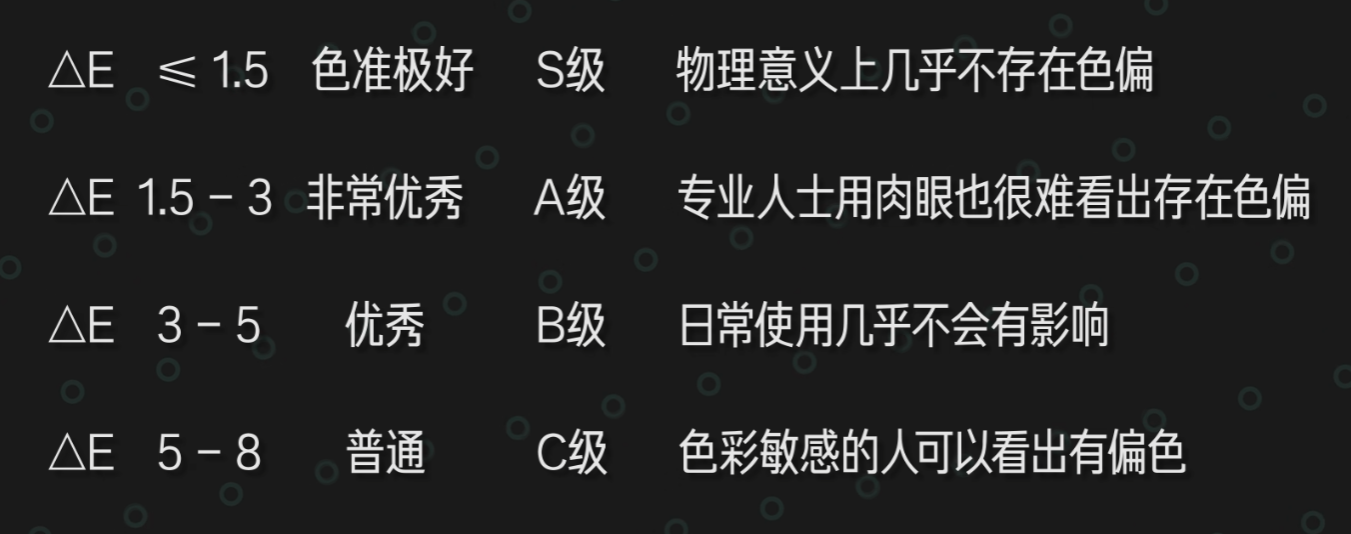 △E ≤ 1.5 色准极好 S级 物理意义上几乎不存在色偏
△E 1.5 – 3 非常优秀 A级 专业人士用肉眼也很难看出存在色偏
△E 3 – 5 优秀 B级 日常使用几乎不会有影响
△E 5 – 8 普通 C级 色彩敏感的人可以看出有偏色